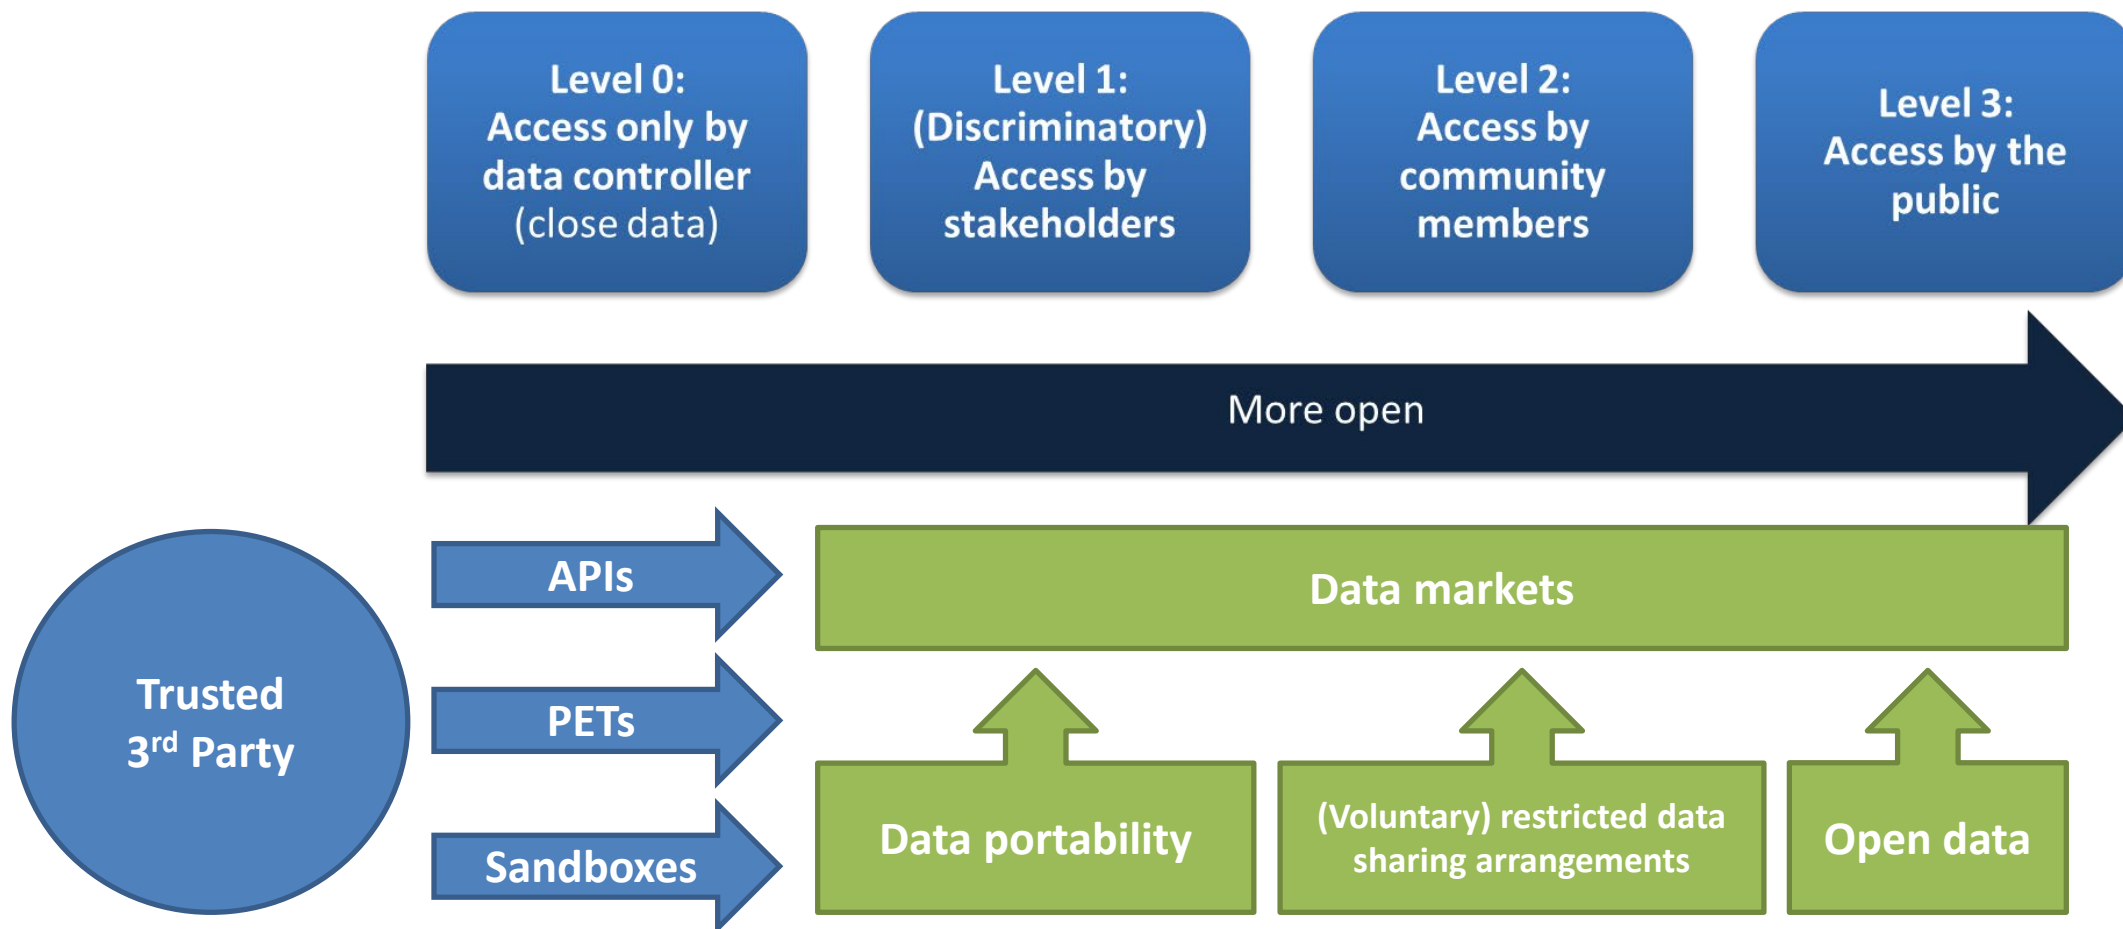 Level 0:
Access only by
data controller
(close data)
Level 1:
(Discriminatory)
Access by
stakeholders
Level 2:
Access by
community
members
Level 3:
Access by the
public
More open
Trusted
3rd Party
APIs
PETs
Sandboxes
Data markets
Data portability
(Voluntary) restricted data
sharing arrangements
Open data